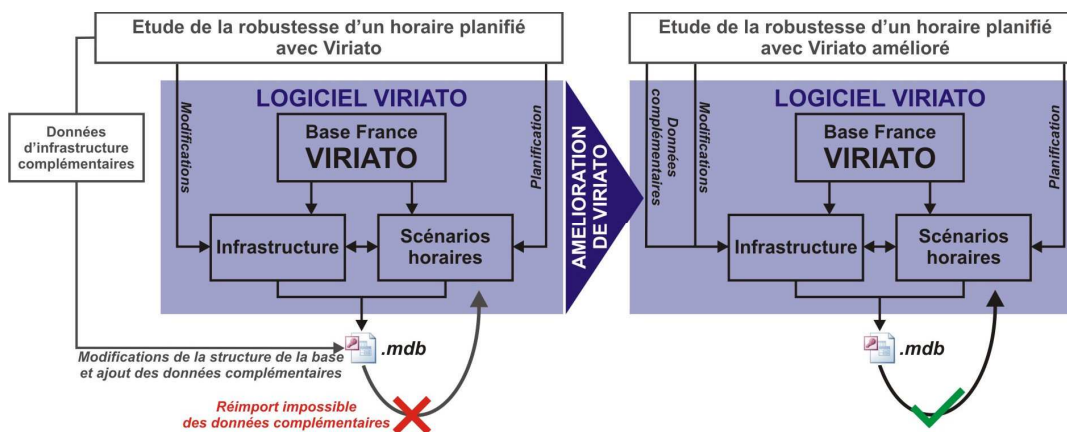 Etude de la robustesse d'un horaire planifié
avec Viriato
Données
d'infrastructure
complémentaires
Modifications
LOGICIEL VIRIATO
Base France
VIRIATO
Planification
Infrastructure
Scénarios
horaires
.mdb
Modifications de la structure de la base
et ajout des données complémentaires
Réimport impossible
des données complémentaires
AMELIORATION
DE VIRIATO
Etude de la robustesse d'un horaire planifié
avec Viriato amélioré
Données
complémentaires
Modifications
LOGICIEL VIRIATO
Base France
VIRIATO
Planification
Infrastructure
Scénarios
horaires
.mdb